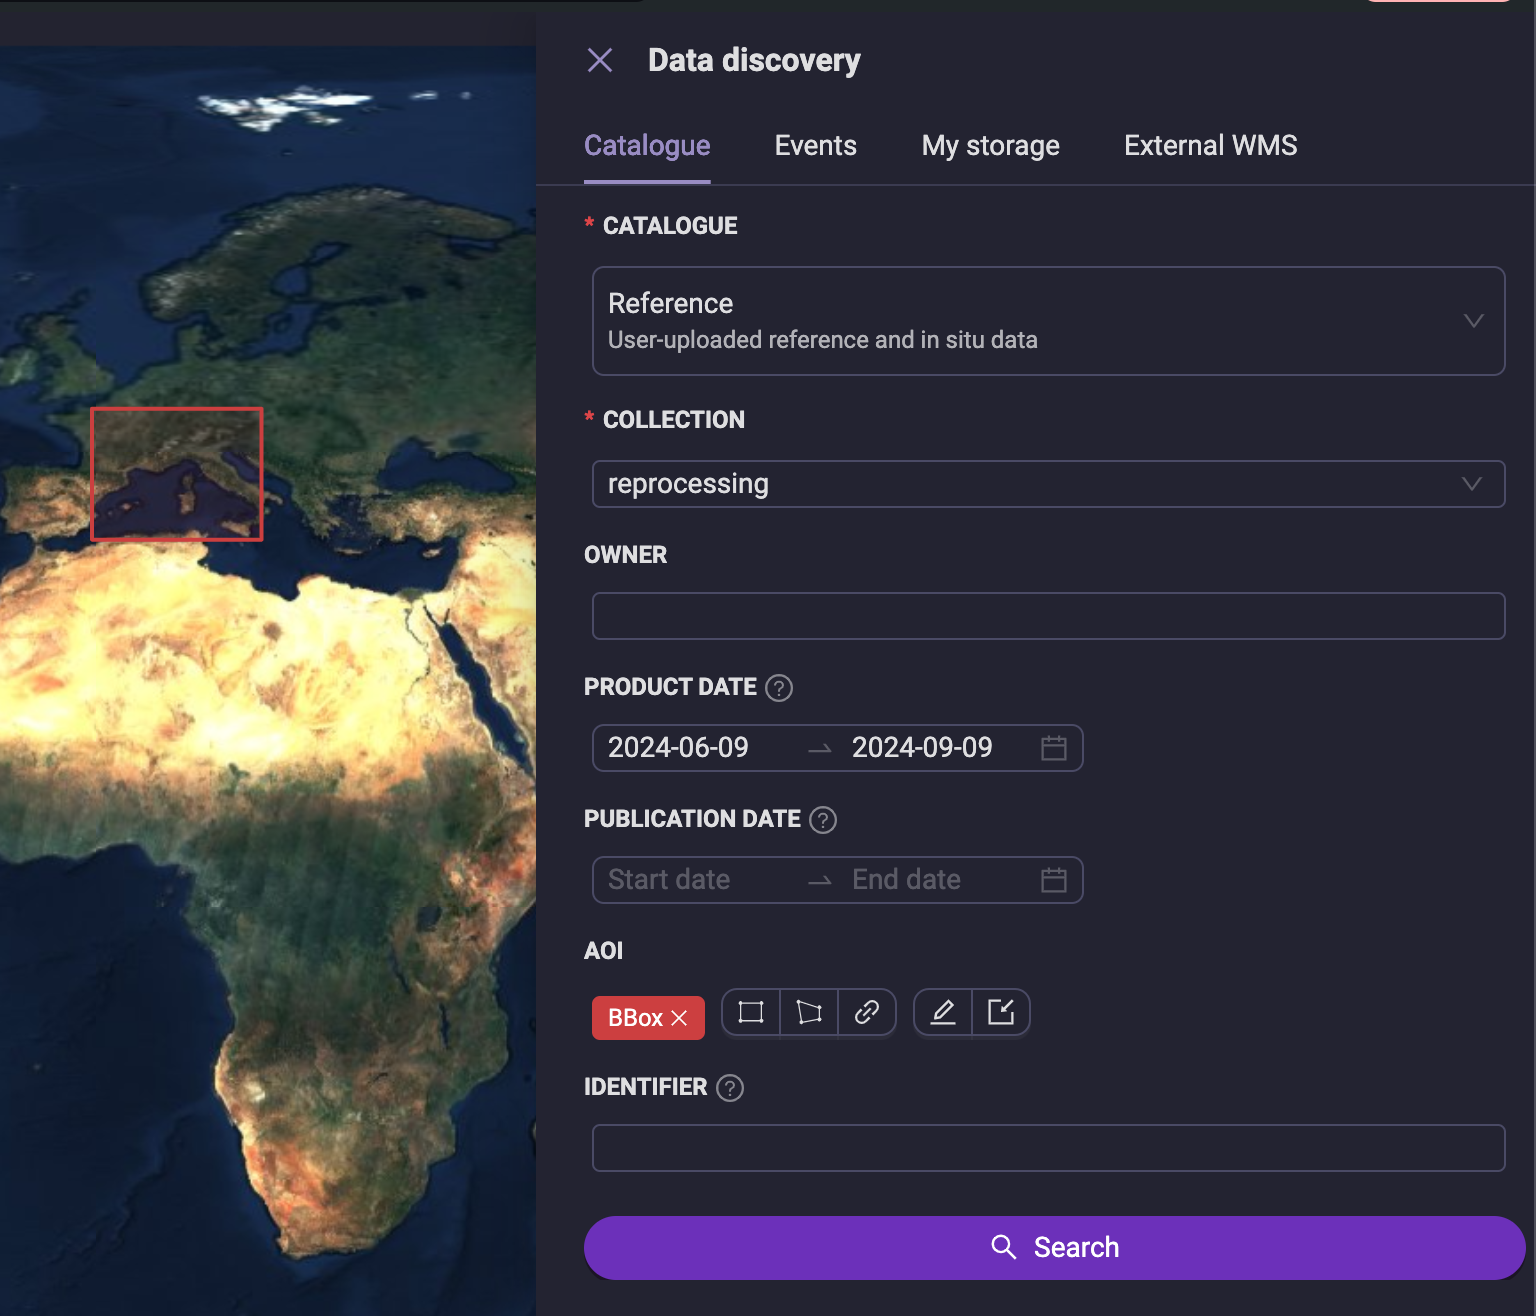 Data discovery
Catalogue Events My storage External WMS
* CATALOGUE
Reference
User-uploaded reference and in situ data
* COLLECTION
reprocessing
OWNER
PRODUCT DATE ?
2024-06-09 → 2024-09-09
PUBLICATION DATE ?
Start date → End date
AOI
BBox ×
IDENTIFIER ?
Search